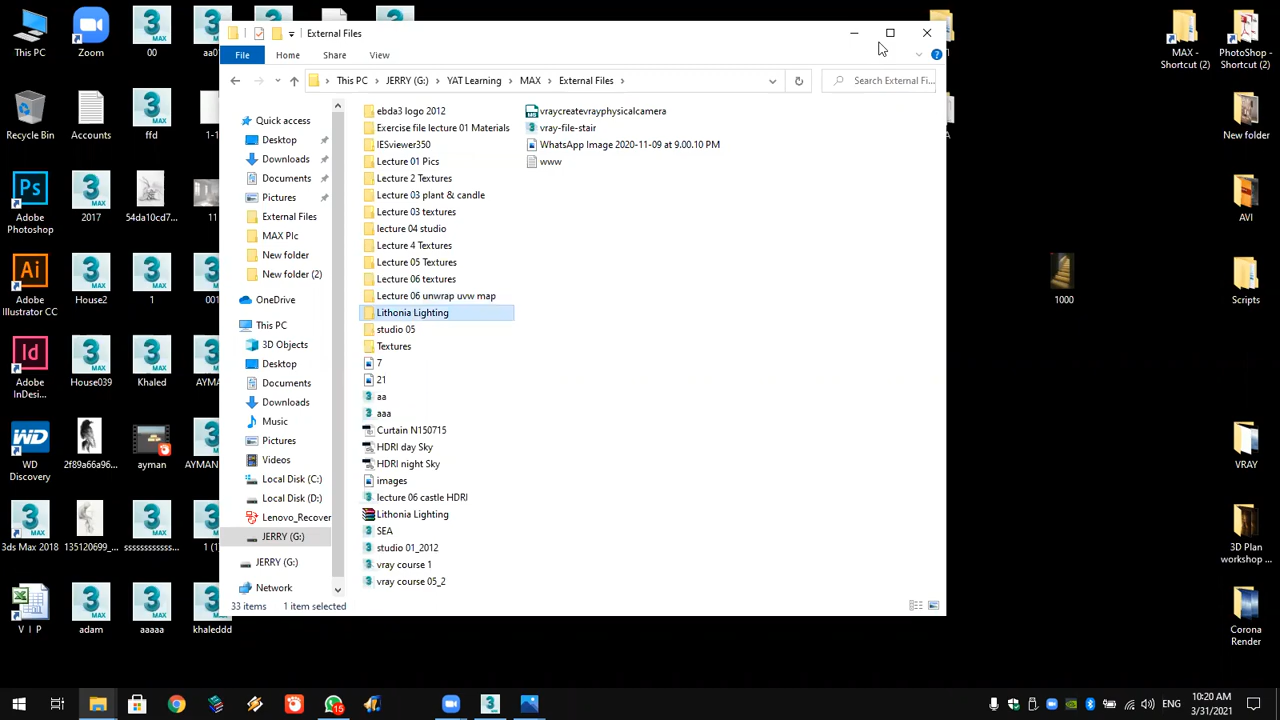 External Files
File
Home
Share
View
This PC
JERRY (G:)
YAT Learning
MAX
External Files
Search External Fi...
Quick access
Desktop
Downloads
Documents
Pictures
External Files
MAX PIc
New folder
New folder (2)
OneDrive
This PC
3D Objects
Desktop
Documents
Downloads
Music
Pictures
Videos
Local Disk (C:)
Local Disk (D:)
Lenovo_Recover
JERRY (G:)
JERRY (G:)
Network
ebda3 logo 2012
Exercise file lecture 01 Materials
IESviewer350
Lecture 01 Pics
Lecture 2 Textures
Lecture 03 plant & candle
Lecture 03 textures
lecture 04 studio
Lecture 4 Textures
Lecture 05 Textures
Lecture 06 textures
Lecture 06 unwrap uvw map
Lithonia Lighting
studio 05
Textures
7
21
aa
aaa
Curtain N150715
HDRI day Sky
HDRI night Sky
images
lecture 06 castle HDRI
Lithonia Lighting
SEA
studio 01_2012
vray course 1
vray course 05_2
vraycreatevrayphysicalcamera
vray-file-stair
WhatsApp Image 2020-11-09 at 9.00.10 PM
www
33 items
1 item selected
This PC
Zoom
00
aa0
Recycle Bin
Accounts
ffd
1-1
Adobe Photoshop
2017
54da10cd7...
11
Adobe Illustrator CC
House2
1
001
Adobe InDesi...
House039
Khaled
AYMA
WD Discovery
2f89a66a96...
ayman
AYMAN
3ds Max 2018
135120699_...
ssssssssssss...
1 (1)
V I P
adam
aaaaa
khaleddd
1000
MAX - Shortcut (2)
PhotoShop - Shortcut (2)
New folder
AVI
Scripts
VRAY
3D Plan workshop ...
Corona Render
15
ENG
10:20 AM
3/31/2021